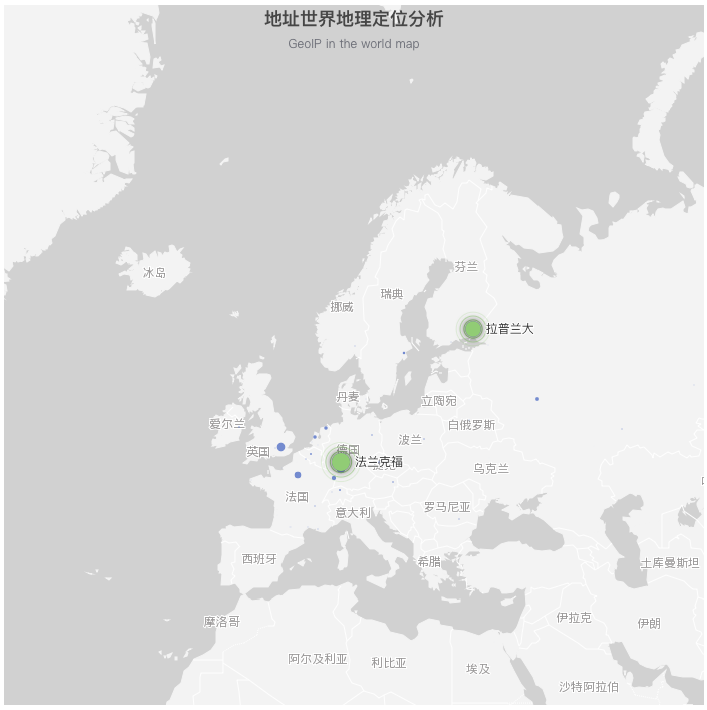 地址世界地理定位分析
GeoIP in the world map
芬兰
冰岛
瑞典
挪威
拉普兰大
丹麦
立陶宛
爱尔兰
白俄罗斯
波兰
英国
德国
法兰克福
乌克兰
法国
罗马尼亚
意大利
西班牙
希腊
土库曼斯坦
摩洛哥
伊拉克
伊朗
阿尔及利亚
利比亚
埃及
沙特阿拉伯